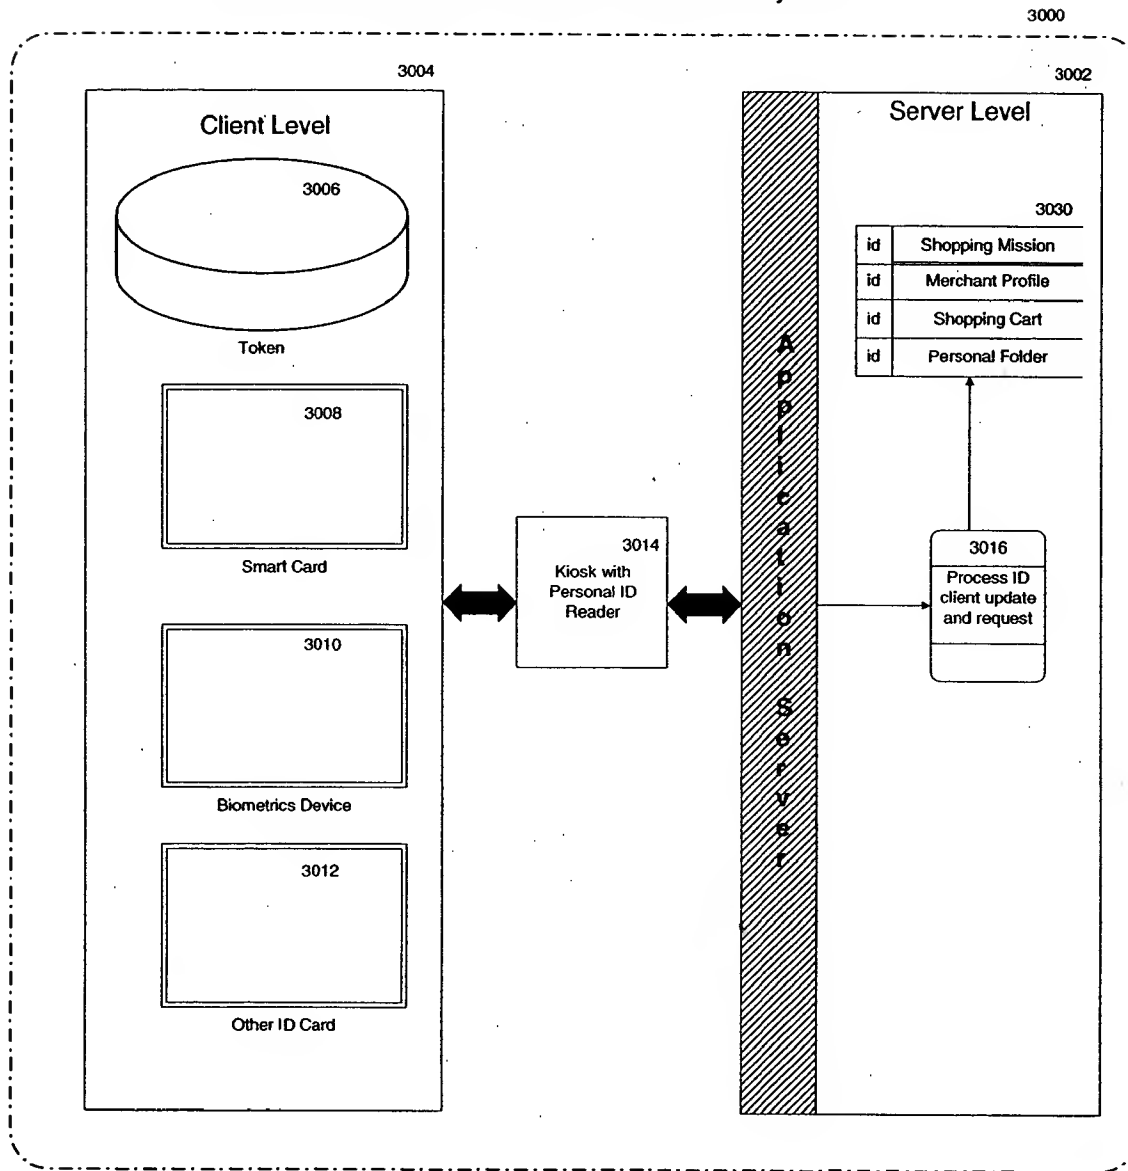 3000
3004
Client Level
3006
Token
3008
Smart Card
3010
Biometrics Device
3012
Other ID Card
3014
Kiosk with
Personal ID
Reader
3002
Application Server
Server Level
3030
id Shopping Mission
id Merchant Profile
id Shopping Cart
id Personal Folder
3016
Process ID
client update
and request